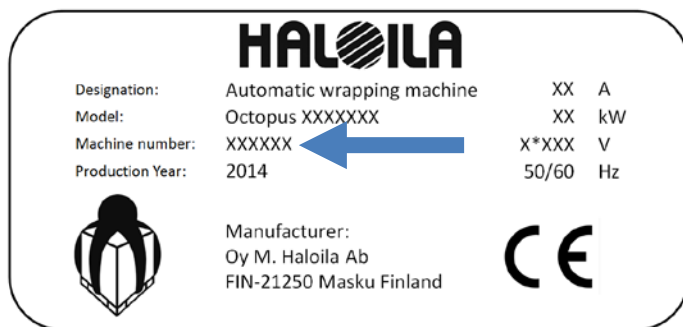 HALOILA
Designation: Automatic wrapping machine XX A
Model: Octopus XXXXXXX XX kW
Machine number: XXXXXX X*XXX V
Production Year: 2014 50/60 Hz
Manufacturer:
Oy M. Haloila Ab
FIN-21250 Masku Finland
CE